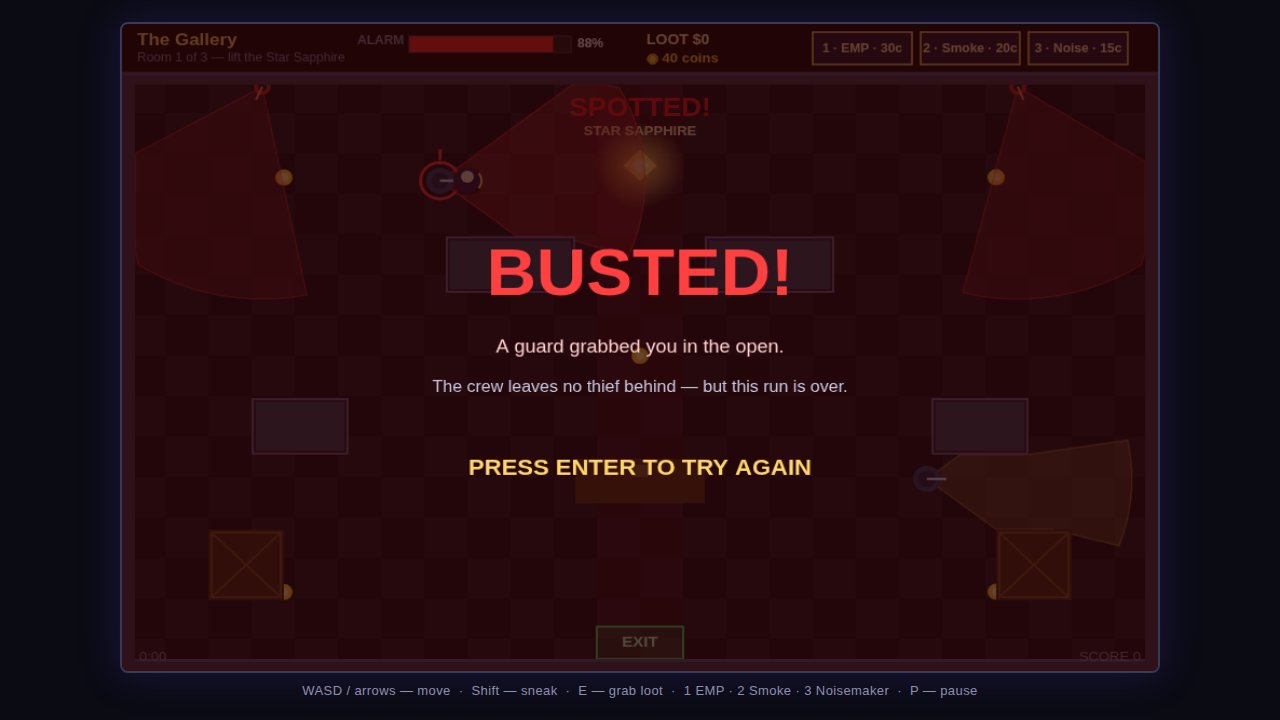 The Gallery
Room 1 of 3 — lift the Star Sapphire
ALARM 88%
LOOT $0
40 coins
1 · EMP · 30c
2 · Smoke · 20c
3 · Noise · 15c
SPOTTED!
STAR SAPPHIRE
BUSTED!
A guard grabbed you in the open.
The crew leaves no thief behind — but this run is over.
PRESS ENTER TO TRY AGAIN
EXIT
0:00
SCORE 0
WASD / arrows — move · Shift — sneak · E — grab loot · 1 EMP · 2 Smoke · 3 Noisemaker · P — pause